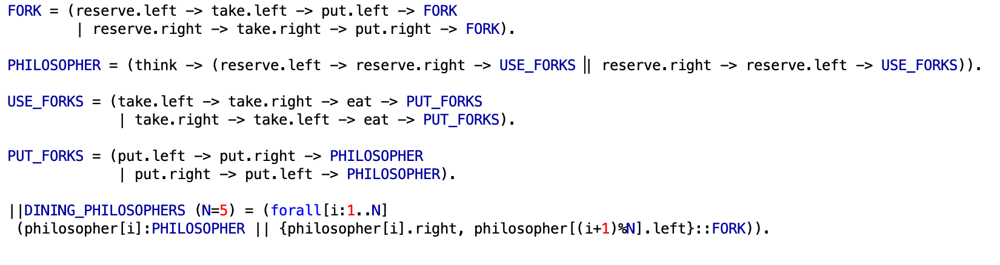 FORK = (reserve.left -> take.left -> put.left -> FORK
| reserve.right -> take.right -> put.right -> FORK).
PHILOSOPHER = (think -> (reserve.left -> reserve.right -> USE_FORKS || reserve.right -> reserve.left -> USE_FORKS)).
USE_FORKS = (take.left -> take.right -> eat -> PUT_FORKS
| take.right -> take.left -> eat -> PUT_FORKS).
PUT_FORKS = (put.left -> put.right -> PHILOSOPHER
| put.right -> put.left -> PHILOSOPHER).
||DINING_PHILOSOPHERS (N=5) = (forall[i:1..N]
(philosopher[i]:PHILOSOPHER || {philosopher[i].right, philosopher[(i+1)%N].left}::FORK)).